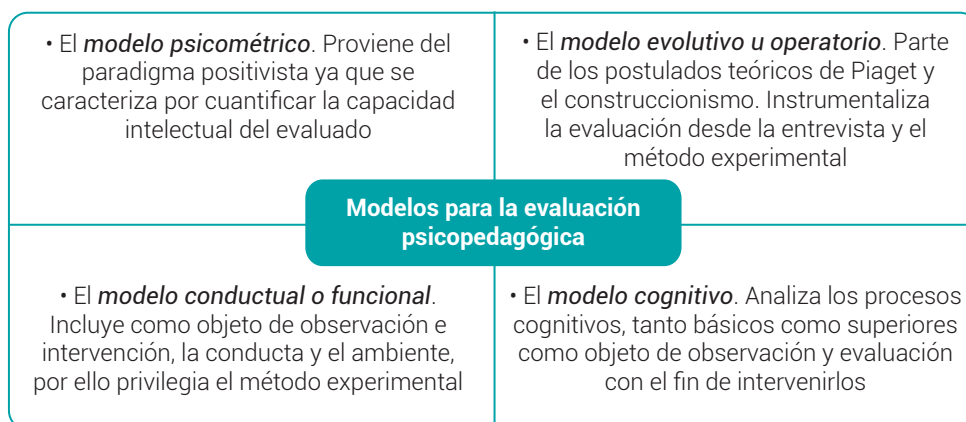 • El modelo psicométrico. Proviene del
paradigma positivista ya que se
caracteriza por cuantificar la capacidad
intelectual del evaluado
• El modelo evolutivo u operatorio. Parte
de los postulados teóricos de Piaget y
el construccionismo. Instrumentaliza
la evaluación desde la entrevista y el
método experimental
Modelos para la evaluación
psicopedagógica
• El modelo conductual o funcional.
Incluye como objeto de observación e
intervención, la conducta y el ambiente,
por ello privilegia el método experimental
• El modelo cognitivo. Analiza los procesos
cognitivos, tanto básicos como superiores
como objeto de observación y evaluación
con el fin de intervenirlos